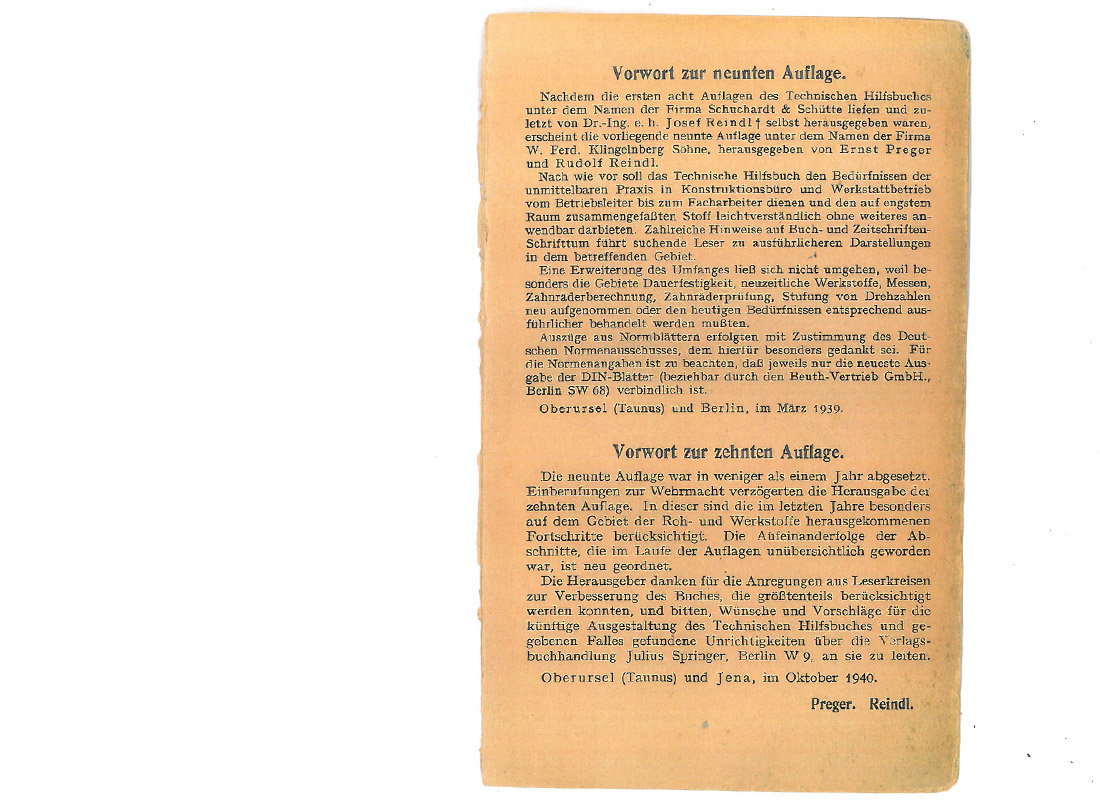 Vorwort zur neunten Auflage.
Nachdem die ersten acht Auflagen des Technischen Hilfsbuches
unter dem Namen der Firma Schuchardt & Schütte liefen und zu-
letzt von Dr.-Ing. e. h. Josef Reindl † selbst herausgegeben waren,
erscheint die vorliegende neunte Auflage unter dem Namen der Firma
W. Ferd. Klingelnberg Söhne, herausgegeben von Ernst Preger
und Rudolf Reindl.
Nach wie vor soll das Technische Hilfsbuch den Bedürfnissen der
unmittelbaren Praxis in Konstruktionsbüro und Werkstattbetrieb
vom Betriebsleiter bis zum Facharbeiter dienen und den auf engstem
Raum zusammengefaßten Stoff leichtverständlich ohne weiteres an-
wendbar darbieten. Zahlreiche Hinweise auf Buch- und Zeitschriften-
Schrifttum führt suchende Leser zu ausführlicheren Darstellungen
in dem betreffenden Gebiet.
Eine Erweiterung des Umfanges ließ sich nicht umgehen, weil be-
sonders die Gebiete Dauerfestigkeit, neuzeitliche Werkstoffe, Messen,
Zahnräderberechnung, Zahnräderprüfung, Stufung von Drehzahlen
neu aufgenommen oder den heutigen Bedürfnissen entsprechend aus-
führlicher behandelt werden mußten.
Auszüge aus Normblättern erfolgten mit Zustimmung des Deut-
schen Normenausschusses, dem hierfür besonders gedankt sei. Für
die Normenangaben ist zu beachten, daß jeweils nur die neueste Aus-
gabe der DIN-Blätter (beziehbar durch den Beuth-Vertrieb GmbH.,
Berlin SW 68) verbindlich ist.
Oberursel (Taunus) und Berlin, im März 1939.
Vorwort zur zehnten Auflage.
Die neunte Auflage war in weniger als einem Jahr abgesetzt.
Einberufungen zur Wehrmacht verzögerten die Herausgabe der
zehnten Auflage. In dieser sind die im letzten Jahre besonders
auf dem Gebiet der Roh- und Werkstoffe herausgekommenen
Fortschritte berücksichtigt. Die Aufeinanderfolge der Ab-
schnitte, die im Laufe der Auflagen unübersichtlich geworden
war, ist neu geordnet.
Die Herausgeber danken für die Anregungen aus Leserkreisen
zur Verbesserung des Buches, die größtenteils berücksichtigt
werden konnten, und bitten, Wünsche und Vorschläge für die
künftige Ausgestaltung des Technischen Hilfsbuches und ge-
gebenen Falles gefundene Unrichtigkeiten über die Verlags-
buchhandlung Julius Springer, Berlin W 9, an sie zu leiten.
Oberursel (Taunus) und Jena, im Oktober 1940.
Preger. Reindl.